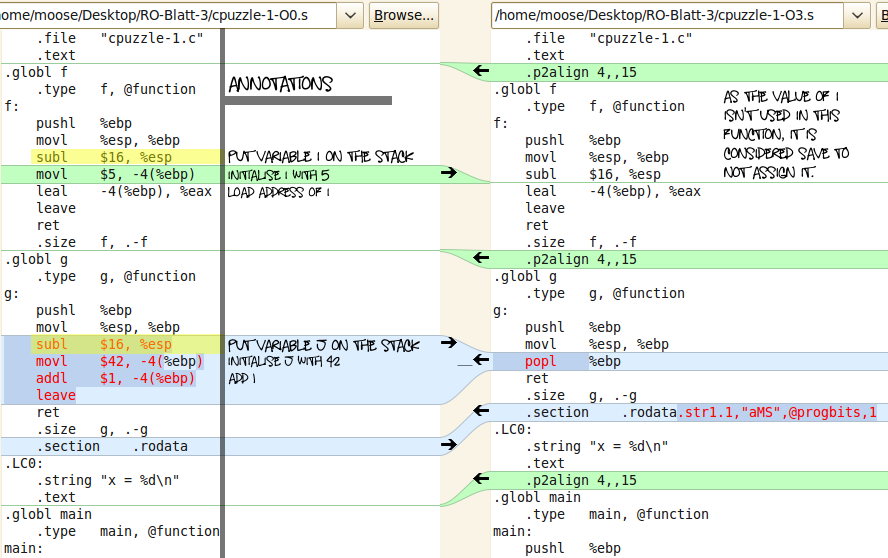 home/moose/Desktop/RO-Blatt-3/cpuzzle-1-O0.s
Browse...
.file "cpuzzle-1.c"
.text
.globl f
.type f, @function
f:
pushl %ebp
movl %esp, %ebp
subl $16, %esp
movl $5, -4(%ebp)
leal -4(%ebp), %eax
leave
ret
.size f, .-f
.globl g
.type g, @function
g:
pushl %ebp
movl %esp, %ebp
subl $16, %esp
movl $42, -4(%ebp)
addl $1, -4(%ebp)
leave
ret
.size g, .-g
.section .rodata
.LC0:
.string "x = %d\n"
.text
.globl main
.type main, @function
main:
ANNOTATIONS
PUT VARIABLE I ON THE STACK
INITIALISE I WITH 5
LOAD ADDRESS OF I
PUT VARIABLE J ON THE STACK
INITIALISE J WITH 42
ADD 1
/home/moose/Desktop/RO-Blatt-3/cpuzzle-1-O3.s
B
.file "cpuzzle-1.c"
.text
.p2align 4,,15
.globl f
.type f, @function
f:
pushl %ebp
movl %esp, %ebp
subl $16, %esp
leal -4(%ebp), %eax
leave
ret
.size f, .-f
.p2align 4,,15
.globl g
.type g, @function
g:
pushl %ebp
movl %esp, %ebp
popl %ebp
ret
.size g, .-g
.section .rodata.str1.1,"aMS",@progbits,1
.LC0:
.string "x = %d\n"
.text
.p2align 4,,15
.globl main
.type main, @function
main:
pushl %ebp
AS THE VALUE OF I
ISN'T USED IN THIS
FUNCTION, IT IS
CONSIDERED SAVE TO
NOT ASSIGN IT.